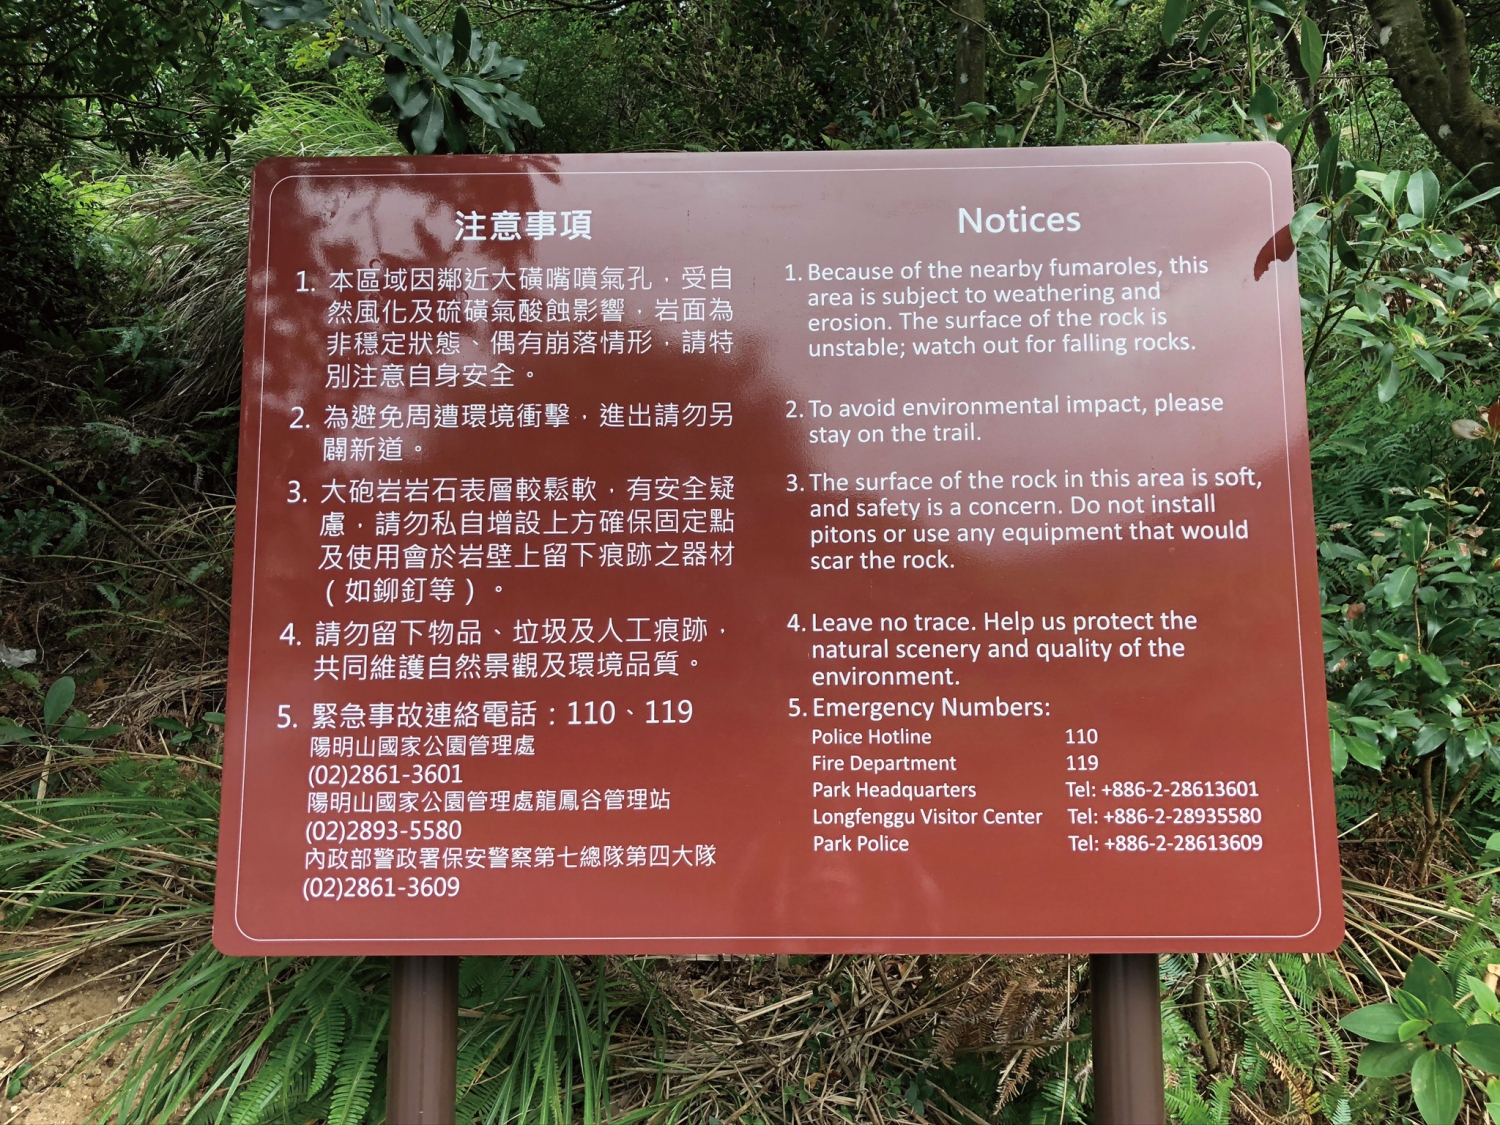 注意事項
1. 本區域因鄰近大磺嘴噴氣孔，受自
然風化及硫磺氣酸蝕影響，岩面為
非穩定狀態、偶有崩落情形，請特
別注意自身安全。
2. 為避免周遭環境衝擊，進出請勿另
闢新道。
3. 大砲岩岩石表層較鬆軟，有安全疑
慮，請勿私自增設上方確保固定點
及使用會於岩壁上留下痕跡之器材
(如鉚釘等)。
4. 請勿留下物品、垃圾及人工痕跡，
共同維護自然景觀及環境品質。
5. 緊急事故連絡電話：110、119
陽明山國家公園管理處
(02)2861-3601
陽明山國家公園管理處龍鳳谷管理站
(02)2893-5580
內政部警政署保安警察第七總隊第四大隊
(02)2861-3609
Notices
1. Because of the nearby fumaroles, this
area is subject to weathering and
erosion. The surface of the rock is
unstable; watch out for falling rocks.
2. To avoid environmental impact, please
stay on the trail.
3. The surface of the rock in this area is soft,
and safety is a concern. Do not install
pitons or use any equipment that would
scar the rock.
4. Leave no trace. Help us protect the
natural scenery and quality of the
environment.
5. Emergency Numbers:
Police Hotline 110
Fire Department 119
Park Headquarters Tel: +886-2-28613601
Longfenggu Visitor Center Tel: +886-2-28935580
Park Police Tel: +886-2-28613609